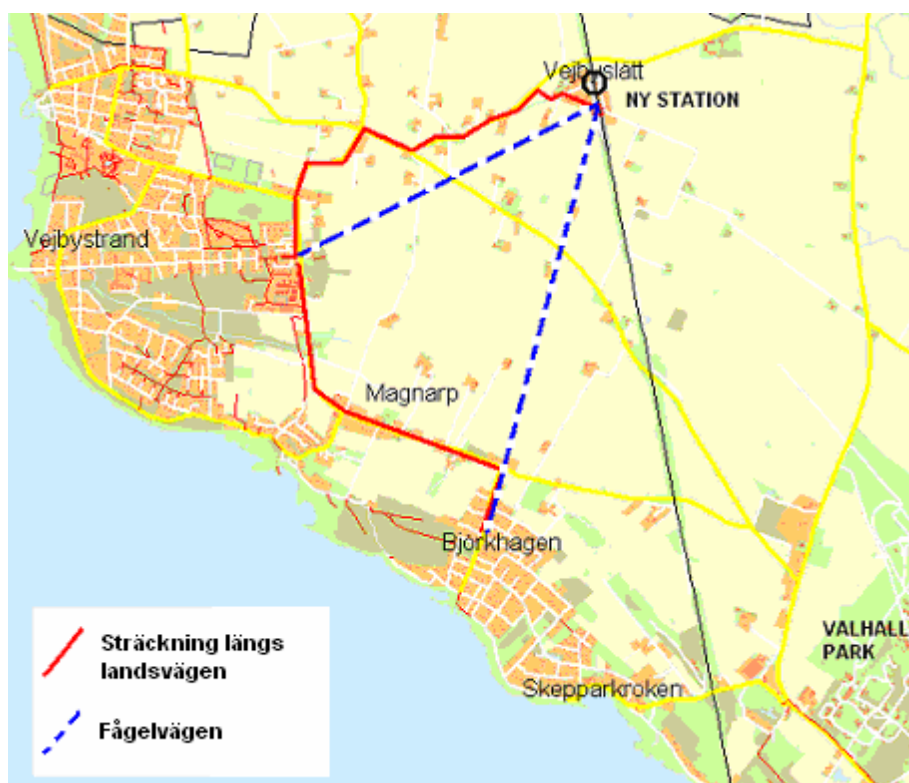 Vejbyslätt
NY STATION
Vejbystrand
Magnarp
Björkhagen
VALHALL
PARK
Skepparkroken
Sträckning längs
landsvägen
Fågelvägen